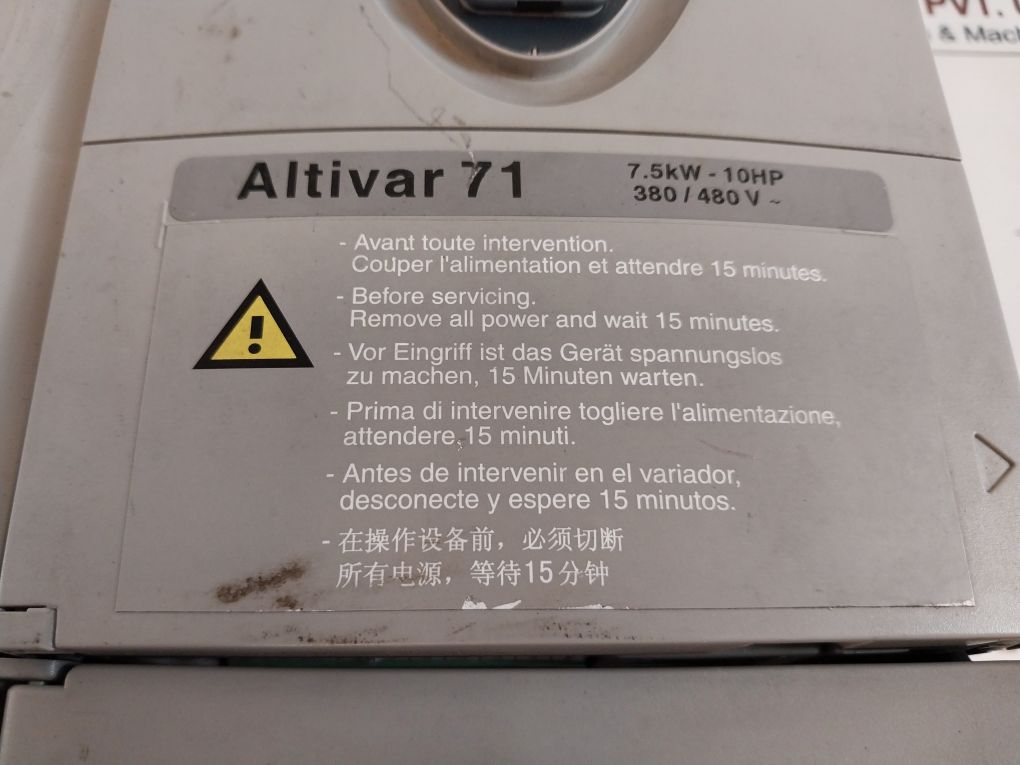 PVT.
& Mach
Altivar 71
7.5kW - 10HP
380 / 480 V ~
- Avant toute intervention.
Couper l'alimentation et attendre 15 minutes.
- Before servicing.
Remove all power and wait 15 minutes.
- Vor Eingriff ist das Gerät spannungslos
zu machen, 15 Minuten warten.
- Prima di intervenire togliere l'alimentazione,
attendere, 15 minuti.
- Antes de intervenir en el variador,
desconecte y espere 15 minutos.
- 在操作设备前，必须切断
所有电源，等待15分钟